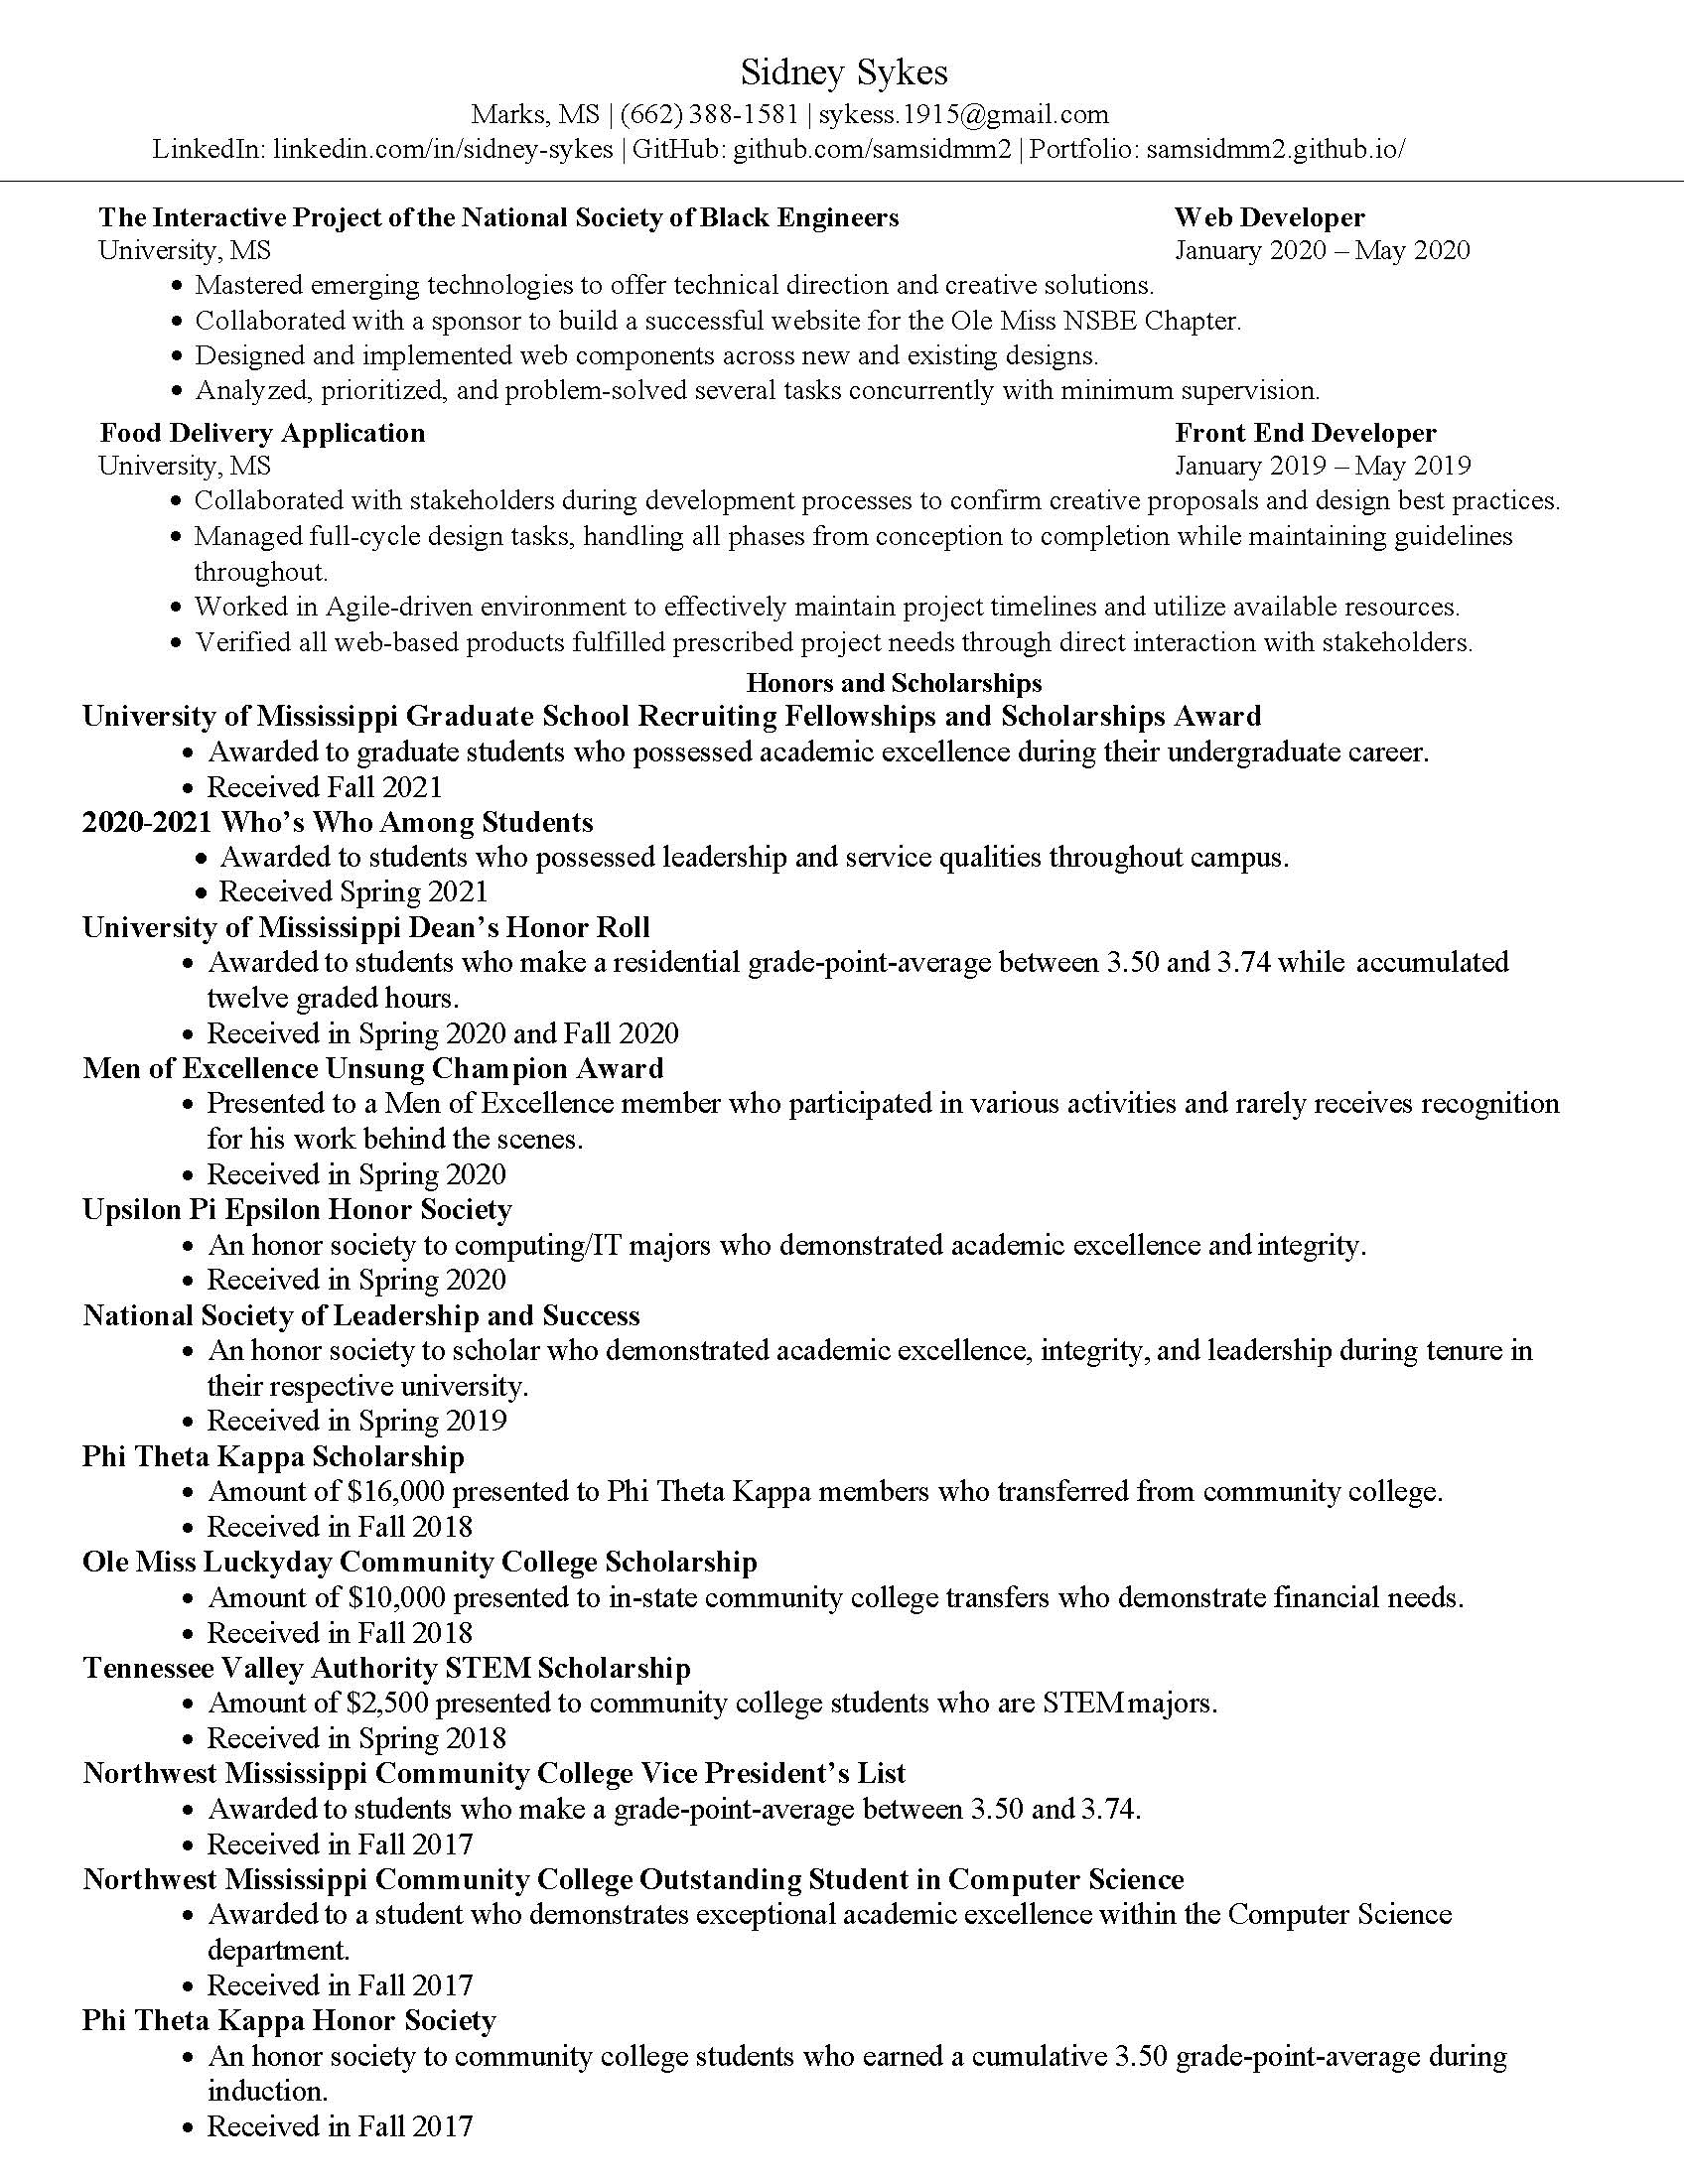 Sidney Sykes
Marks, MS | (662) 388-1581 | sykess.1915@gmail.com
LinkedIn: linkedin.com/in/sidney-sykes | GitHub: github.com/samsidmm2 | Portfolio: samsidmm2.github.io/
The Interactive Project of the National Society of Black Engineers Web Developer
University, MS January 2020 – May 2020
• Mastered emerging technologies to offer technical direction and creative solutions.
• Collaborated with a sponsor to build a successful website for the Ole Miss NSBE Chapter.
• Designed and implemented web components across new and existing designs.
• Analyzed, prioritized, and problem-solved several tasks concurrently with minimum supervision.
Food Delivery Application Front End Developer
University, MS January 2019 – May 2019
• Collaborated with stakeholders during development processes to confirm creative proposals and design best practices.
• Managed full-cycle design tasks, handling all phases from conception to completion while maintaining guidelines
throughout.
• Worked in Agile-driven environment to effectively maintain project timelines and utilize available resources.
• Verified all web-based products fulfilled prescribed project needs through direct interaction with stakeholders.
Honors and Scholarships
University of Mississippi Graduate School Recruiting Fellowships and Scholarships Award
• Awarded to graduate students who possessed academic excellence during their undergraduate career.
• Received Fall 2021
2020-2021 Who’s Who Among Students
• Awarded to students who possessed leadership and service qualities throughout campus.
• Received Spring 2021
University of Mississippi Dean’s Honor Roll
• Awarded to students who make a residential grade-point-average between 3.50 and 3.74 while accumulated
twelve graded hours.
• Received in Spring 2020 and Fall 2020
Men of Excellence Unsung Champion Award
• Presented to a Men of Excellence member who participated in various activities and rarely receives recognition
for his work behind the scenes.
• Received in Spring 2020
Upsilon Pi Epsilon Honor Society
• An honor society to computing/IT majors who demonstrated academic excellence and integrity.
• Received in Spring 2020
National Society of Leadership and Success
• An honor society to scholar who demonstrated academic excellence, integrity, and leadership during tenure in
their respective university.
• Received in Spring 2019
Phi Theta Kappa Scholarship
• Amount of $16,000 presented to Phi Theta Kappa members who transferred from community college.
• Received in Fall 2018
Ole Miss Luckyday Community College Scholarship
• Amount of $10,000 presented to in-state community college transfers who demonstrate financial needs.
• Received in Fall 2018
Tennessee Valley Authority STEM Scholarship
• Amount of $2,500 presented to community college students who are STEM majors.
• Received in Spring 2018
Northwest Mississippi Community College Vice President’s List
• Awarded to students who make a grade-point-average between 3.50 and 3.74.
• Received in Fall 2017
Northwest Mississippi Community College Outstanding Student in Computer Science
• Awarded to a student who demonstrates exceptional academic excellence within the Computer Science
department.
• Received in Fall 2017
Phi Theta Kappa Honor Society
• An honor society to community college students who earned a cumulative 3.50 grade-point-average during
induction.
• Received in Fall 2017